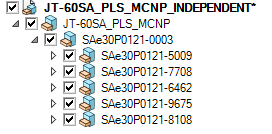 JT-60SA_PLS_MCNP_INDEPENDENT*
JT-60SA_PLS_MCNP
SAe30P0121-0003
SAe30P0121-5009
SAe30P0121-7708
SAe30P0121-6462
SAe30P0121-9675
SAe30P0121-8108